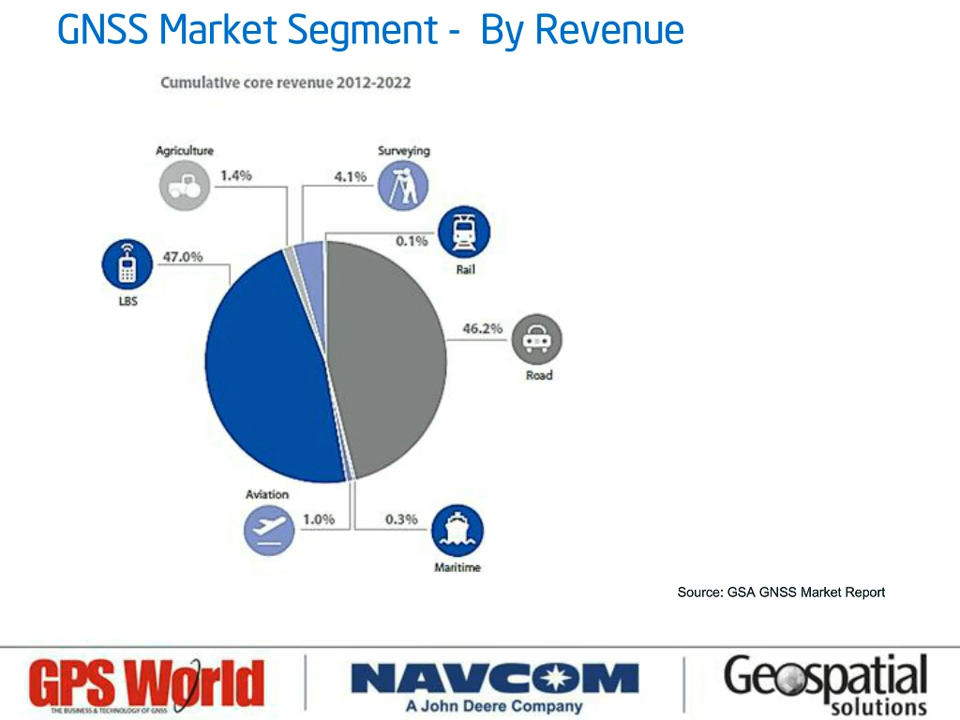 GNSS Market Segment -  By Revenue
Cumulative core revenue 2012-2022
Agriculture
1.4%
Surveying
4.1%
0.1%
Rail
47.0%
LBS
46.2%
Road
Aviation
1.0%
0.3%
Maritime
Source: GSA GNSS Market Report
GPS World
THE BUSINESS & TECHNOLOGY OF GNSS
NAVCOM
A John Deere Company
Geospatial
solutions